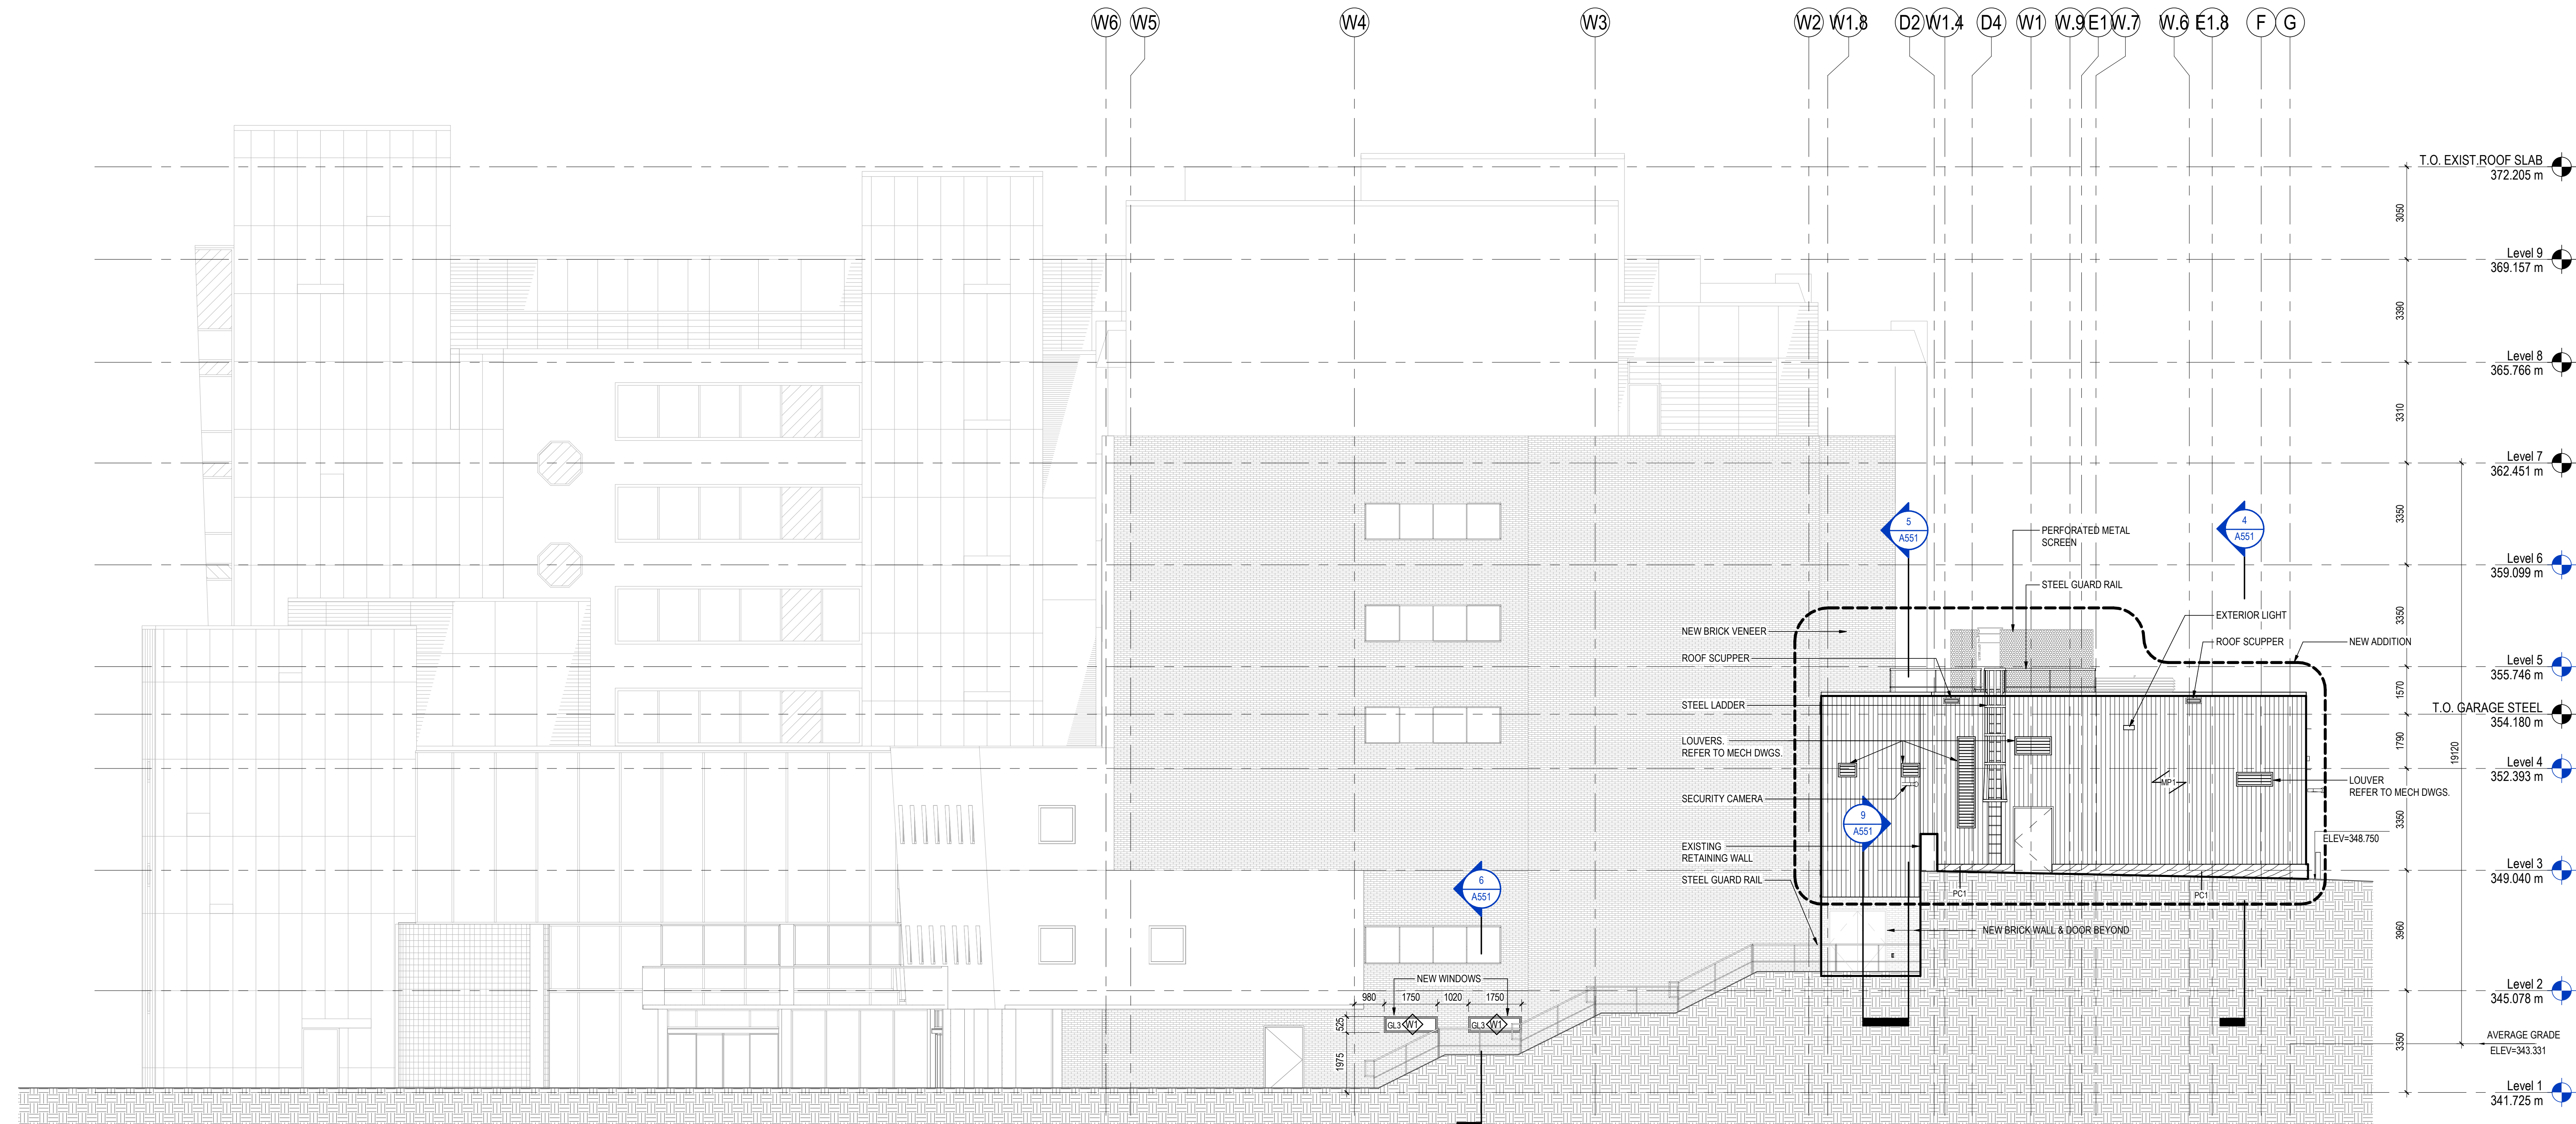 W6 W5 W4 W3 W2 W1.8 D2 W1.4 D4 W1 W.9 E1 W.7 W.6 E1.8 F G
T.O. EXIST.ROOF SLAB
372.205 m
3050
Level 9
369.157 m
3390
Level 8
365.766 m
3310
Level 7
362.451 m
3350
5
A551
4
A551
PERFORATED METAL
SCREEN
Level 6
359.099 m
STEEL GUARD RAIL
3350
EXTERIOR LIGHT
NEW BRICK VENEER
ROOF SCUPPER
NEW ADDITION
ROOF SCUPPER
Level 5
355.746 m
1570
STEEL LADDER
T.O. GARAGE STEEL
354.180 m
1790
19120
LOUVERS.
REFER TO MECH DWGS.
Level 4
352.393 m
MP1
LOUVER
REFER TO MECH DWGS.
SECURITY CAMERA
9
A551
3350
ELEV=348.750
EXISTING
RETAINING WALL
Level 3
349.040 m
STEEL GUARD RAIL
6
A551
PC1
PC1
3960
NEW BRICK WALL & DOOR BEYOND
NEW WINDOWS
Level 2
345.078 m
980 1750 1020 1750
525
GL3 W1
GL3 W1
1975
3350
AVERAGE GRADE
ELEV=343.331
Level 1
341.725 m